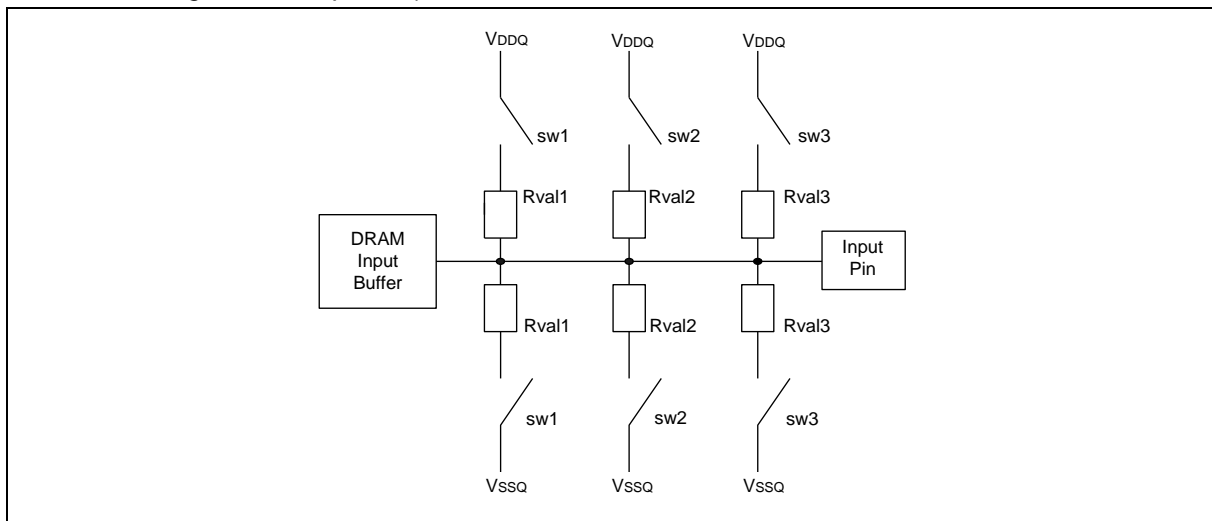 VDDQ VDDQ VDDQ
sw1 sw2 sw3
Rval1 Rval2 Rval3
DRAM
Input
Buffer
Input
Pin
Rval1 Rval2 Rval3
sw1 sw2 sw3
VSSQ VSSQ VSSQ